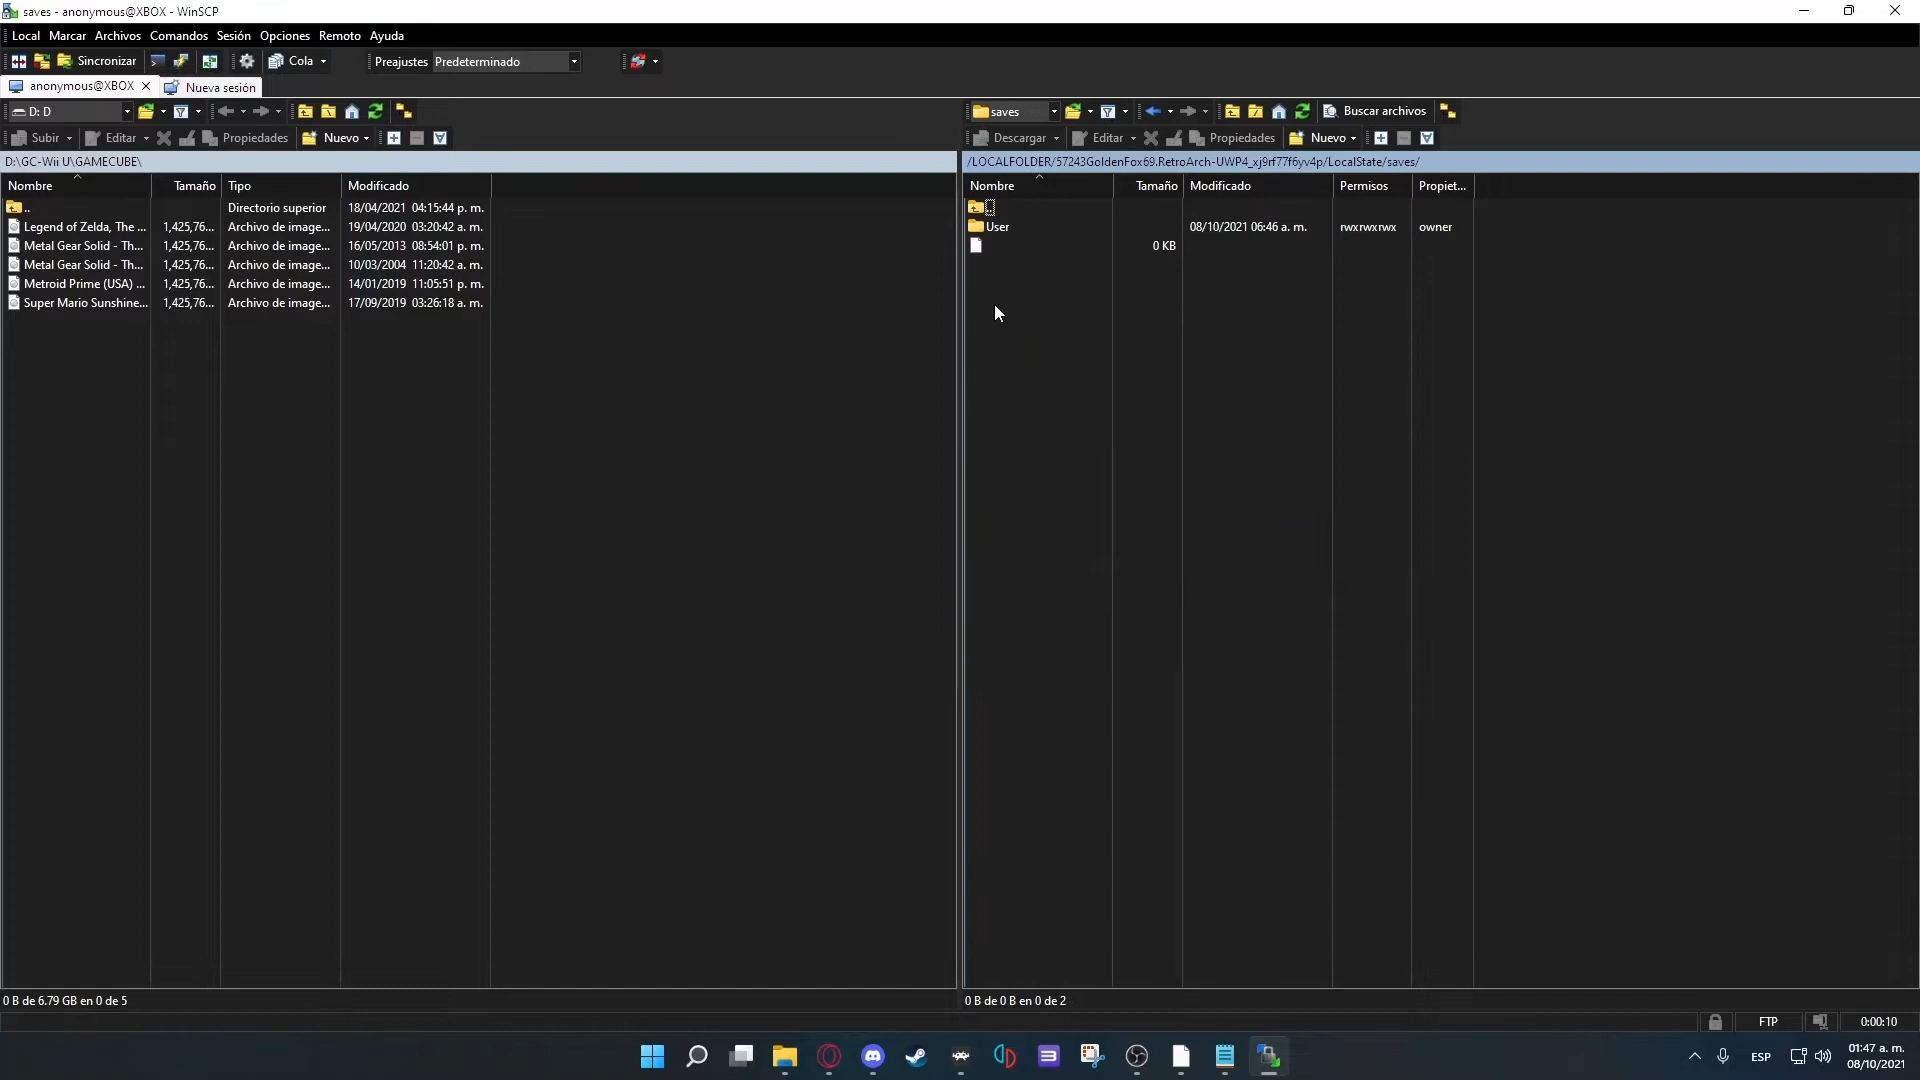 saves - anonymous@XBOX - WinSCP
Local Marcar Archivos Comandos Sesión Opciones Remoto Ayuda
Sincronizar Cola Preajustes Predeterminado
anonymous@XBOX Nueva sesión
D: D
Subir Editar Propiedades Nuevo
D:\GC-Wii U\GAMECUBE\
Nombre Tamaño Tipo Modificado
.. Directorio superior 18/04/2021 04:15:44 p. m.
Legend of Zelda, The ... 1,425,76... Archivo de image... 19/04/2020 03:20:42 a. m.
Metal Gear Solid - Th... 1,425,76... Archivo de image... 16/05/2013 08:54:01 p. m.
Metal Gear Solid - Th... 1,425,76... Archivo de image... 10/03/2004 11:20:42 a. m.
Metroid Prime (USA) ... 1,425,76... Archivo de image... 14/01/2019 11:05:51 p. m.
Super Mario Sunshine... 1,425,76... Archivo de image... 17/09/2019 03:26:18 a. m.
0 B de 6.79 GB en 0 de 5
saves Buscar archivos
Descargar Editar Propiedades Nuevo
/LOCALFOLDER/57243GoldenFox69.RetroArch-UWP4_xj9rf77f6yv4p/LocalState/saves/
Nombre Tamaño Modificado Permisos Propiet...
..
User 08/10/2021 06:46 a. m. rwxrwxrwx owner
0 KB
0 B de 0 B en 0 de 2
FTP 0:00:10
ESP 01:47 a. m.
08/10/2021